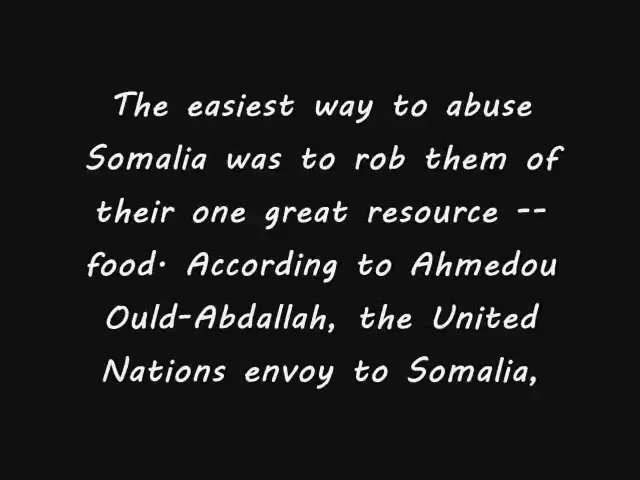 The easiest way to abuse
Somalia was to rob them of
their one great resource --
food. According to Ahmedou
Ould-Abdallah, the United
Nations envoy to Somalia,